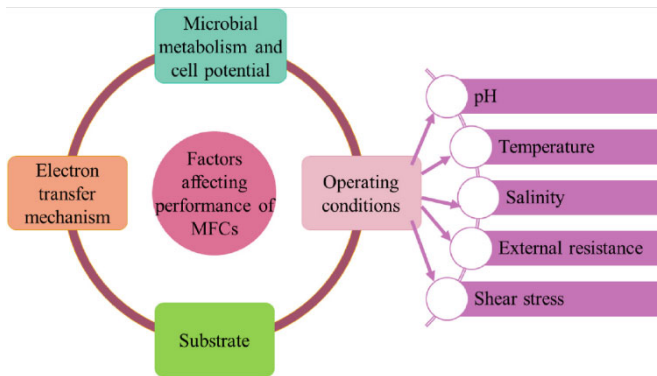 Microbial
metabolism and
cell potential
Electron
transfer
mechanism
Factors
affecting
performance of
MFCs
Operating
conditions
Substrate
pH
Temperature
Salinity
External resistance
Shear stress